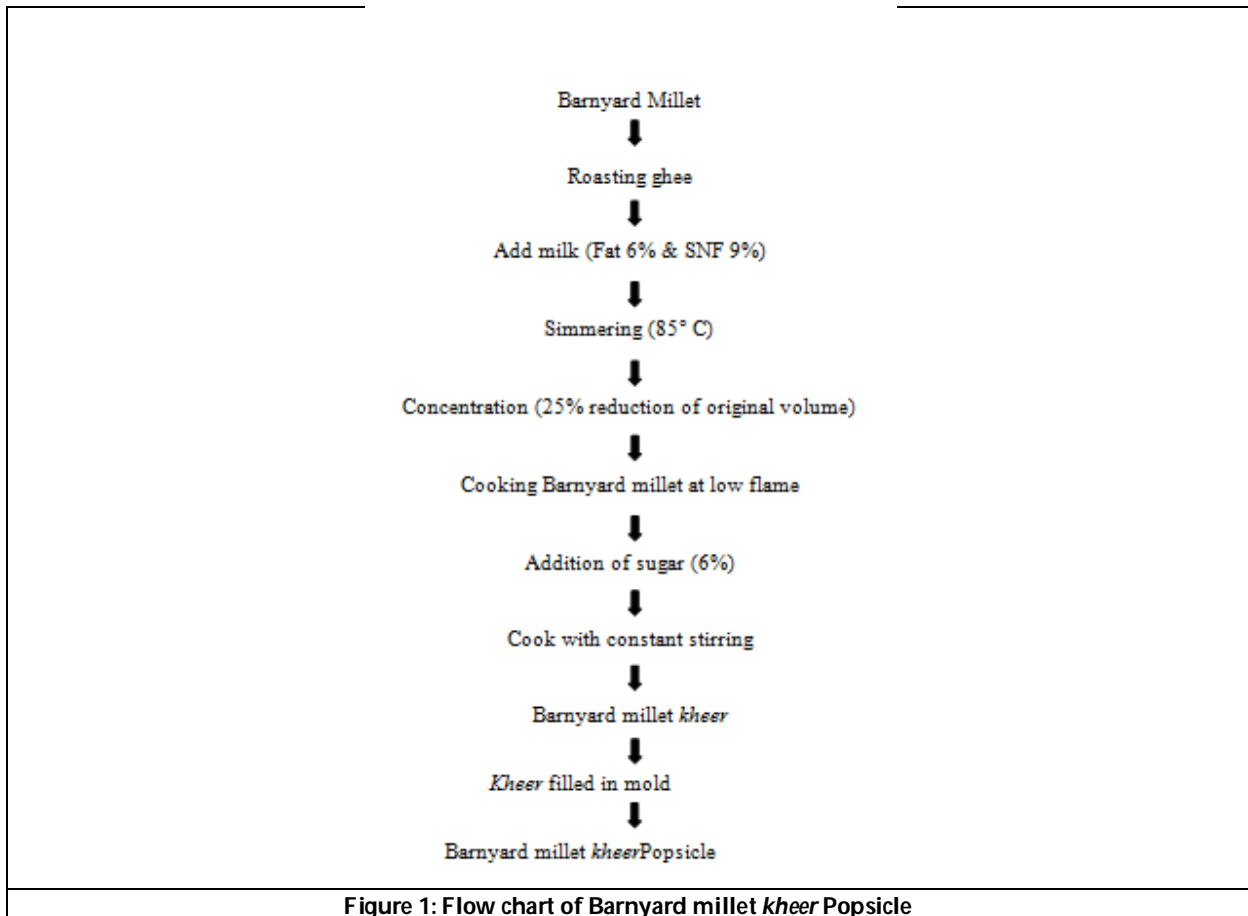 Barnyard Millet
Roasting ghee
Add milk (Fat 6% & SNF 9%)
Simmering (85° C)
Concentration (25% reduction of original volume)
Cooking Barnyard millet at low flame
Addition of sugar (6%)
Cook with constant stirring
Barnyard millet kheer
Kheer filled in mold
Barnyard millet kheerPopsicle
Figure 1: Flow chart of Barnyard millet kheer Popsicle